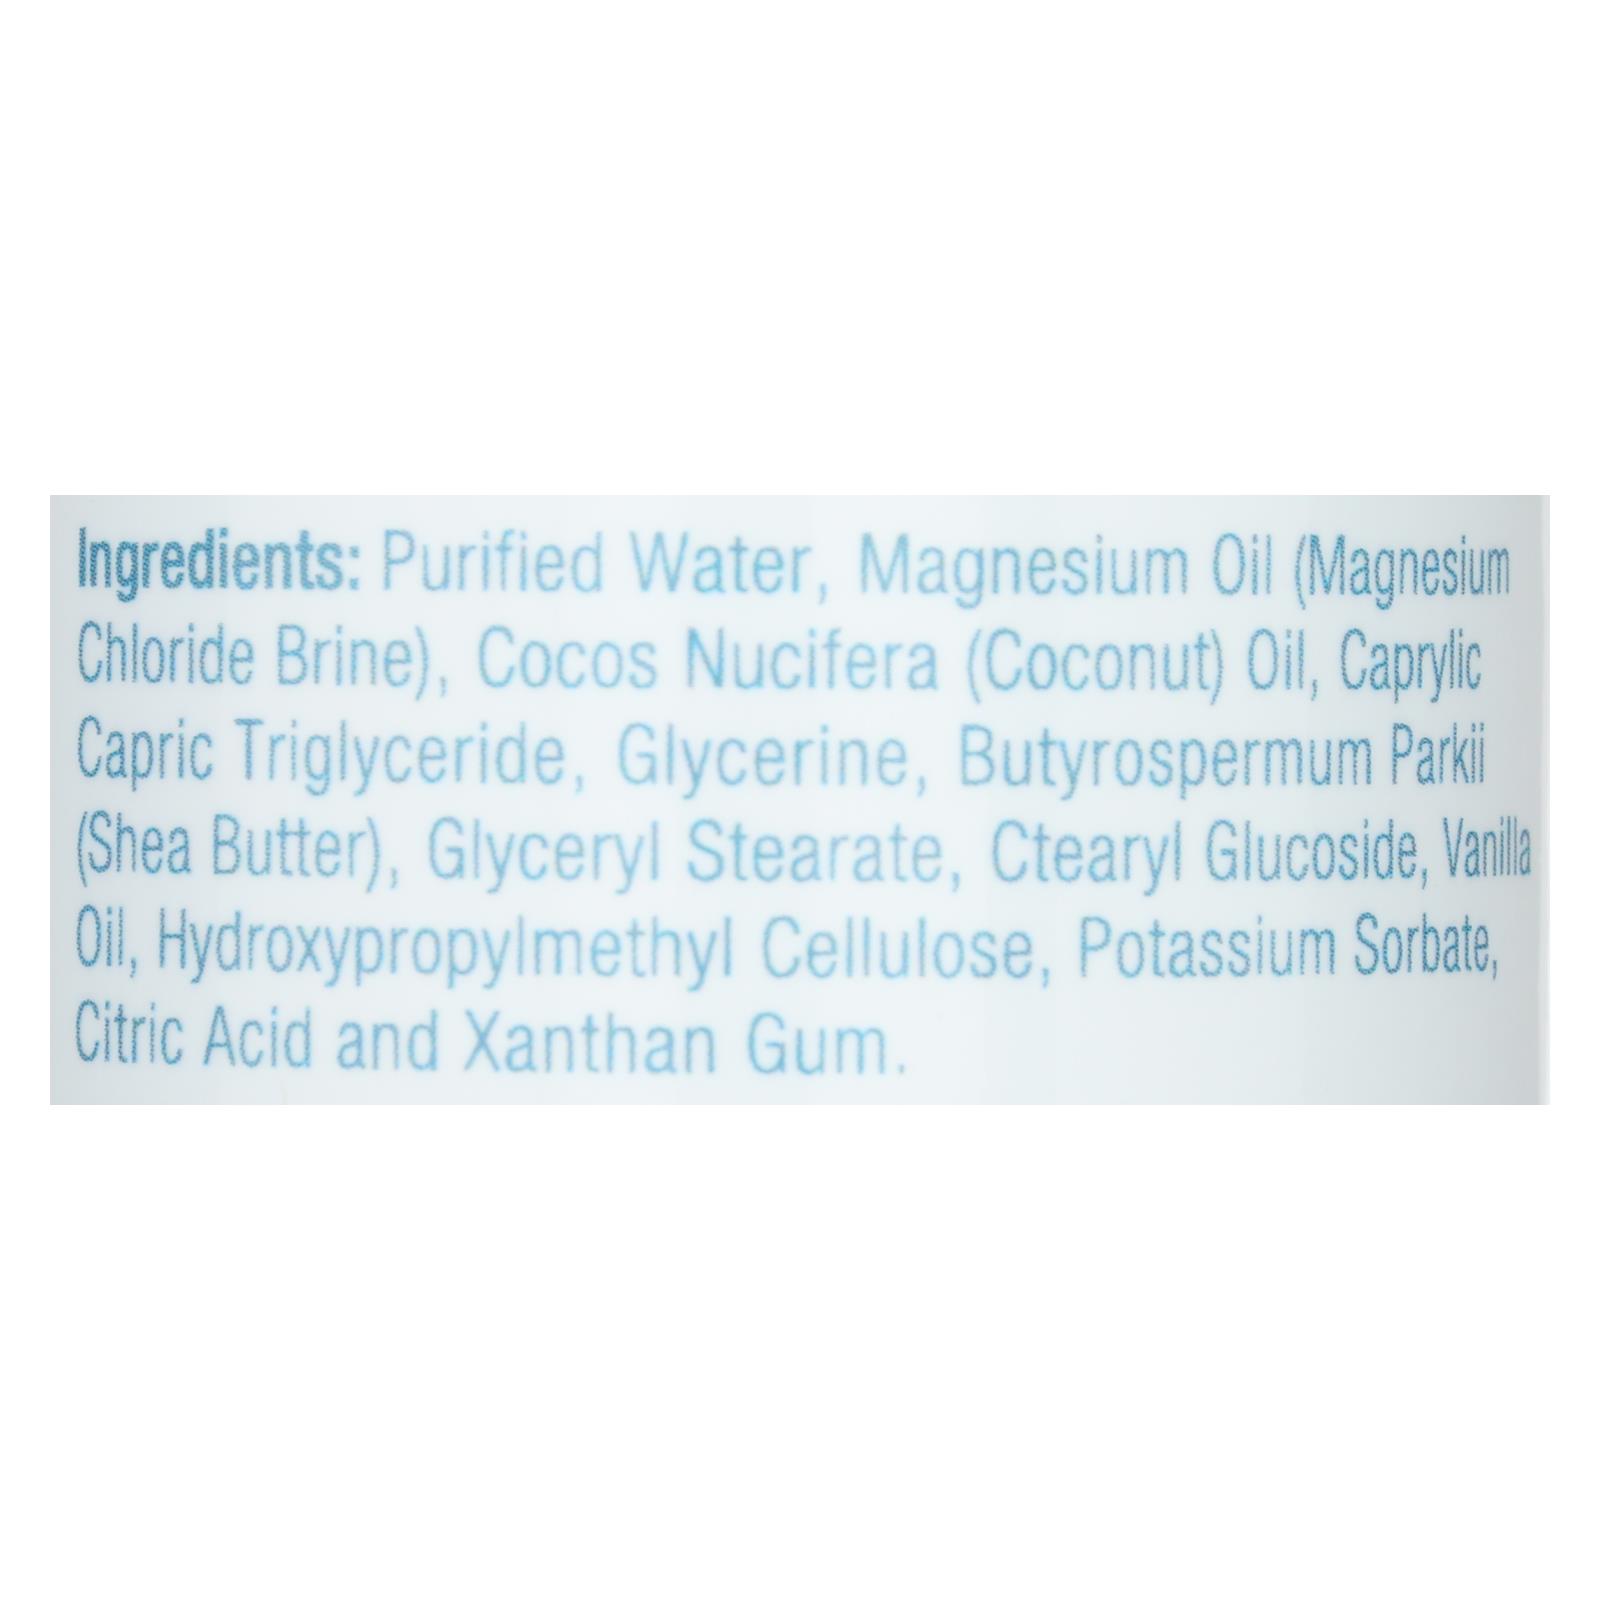 Ingredients: Purified Water, Magnesium Oil (Magnesium
Chloride Brine), Cocos Nucifera (Coconut) Oil, Caprylic
Capric Triglyceride, Glycerine, Butyrospermum Parkii
(Shea Butter), Glyceryl Stearate, Ctearyl Glucoside, Vanilla
Oil, Hydroxypropylmethyl Cellulose, Potassium Sorbate,
Citric Acid and Xanthan Gum.